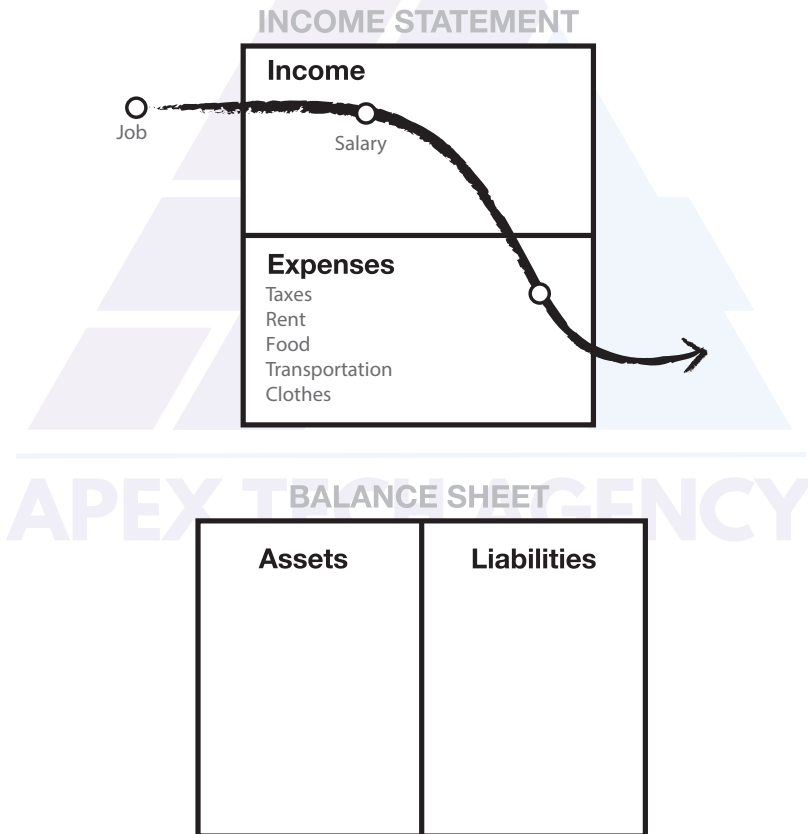 INCOME STATEMENT
Income
Job
Salary
Expenses
Taxes
Rent
Food
Transportation
Clothes
APEX TECH AGENCY
BALANCE SHEET
Assets
Liabilities